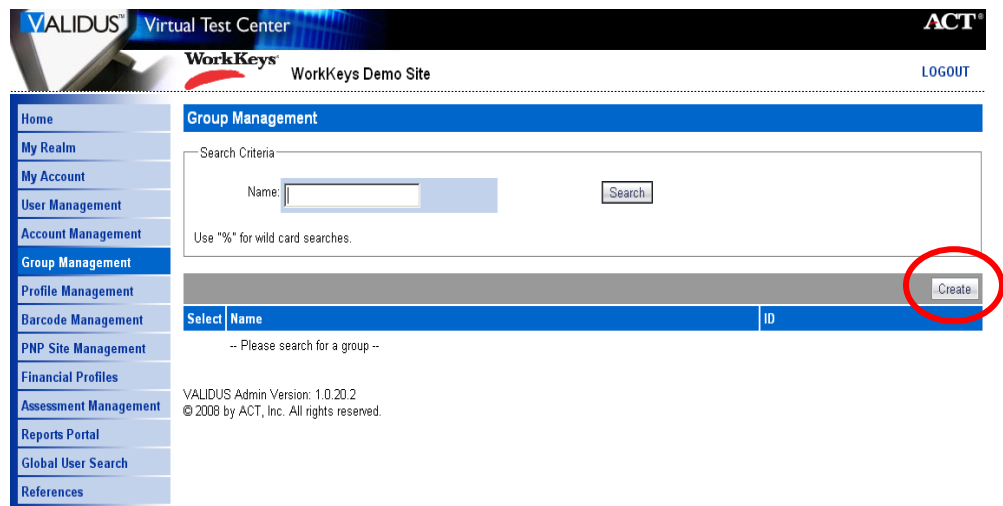 VALIDUS™ Virtual Test Center
ACT®
WorkKeys® WorkKeys Demo Site
LOGOUT
Home
My Realm
My Account
User Management
Account Management
Group Management
Profile Management
Barcode Management
PNP Site Management
Financial Profiles
Assessment Management
Reports Portal
Global User Search
References
Group Management
Search Criteria
Name:
Search
Use "%" for wild card searches.
Create
Select Name ID
-- Please search for a group --
VALIDUS Admin Version: 1.0.20.2
© 2008 by ACT, Inc. All rights reserved.